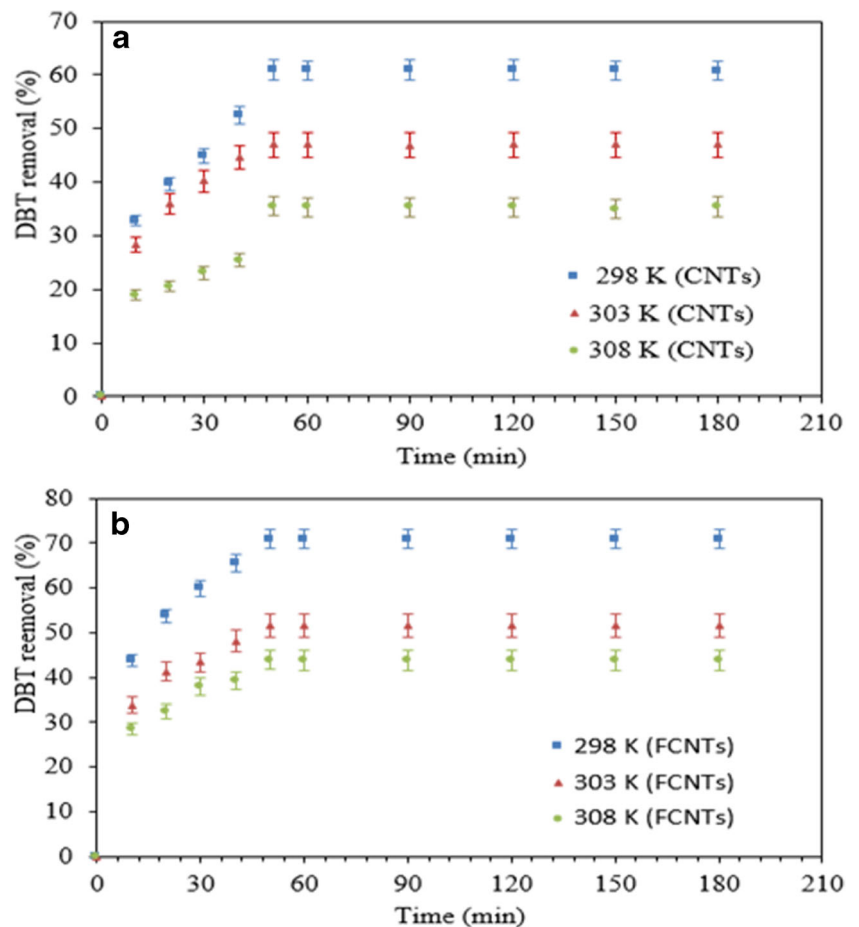 a
70
60
50
40
30
20
10
0
DBT removal (%)
298 K (CNTs)
303 K (CNTs)
308 K (CNTs)
0 30 60 90 120 150 180 210
Time (min)
b
80
70
60
50
40
30
20
10
0
DBT reemoval (%)
298 K (FCNTs)
303 K (FCNTs)
308 K (FCNTs)
0 30 60 90 120 150 180 210
Time (min)